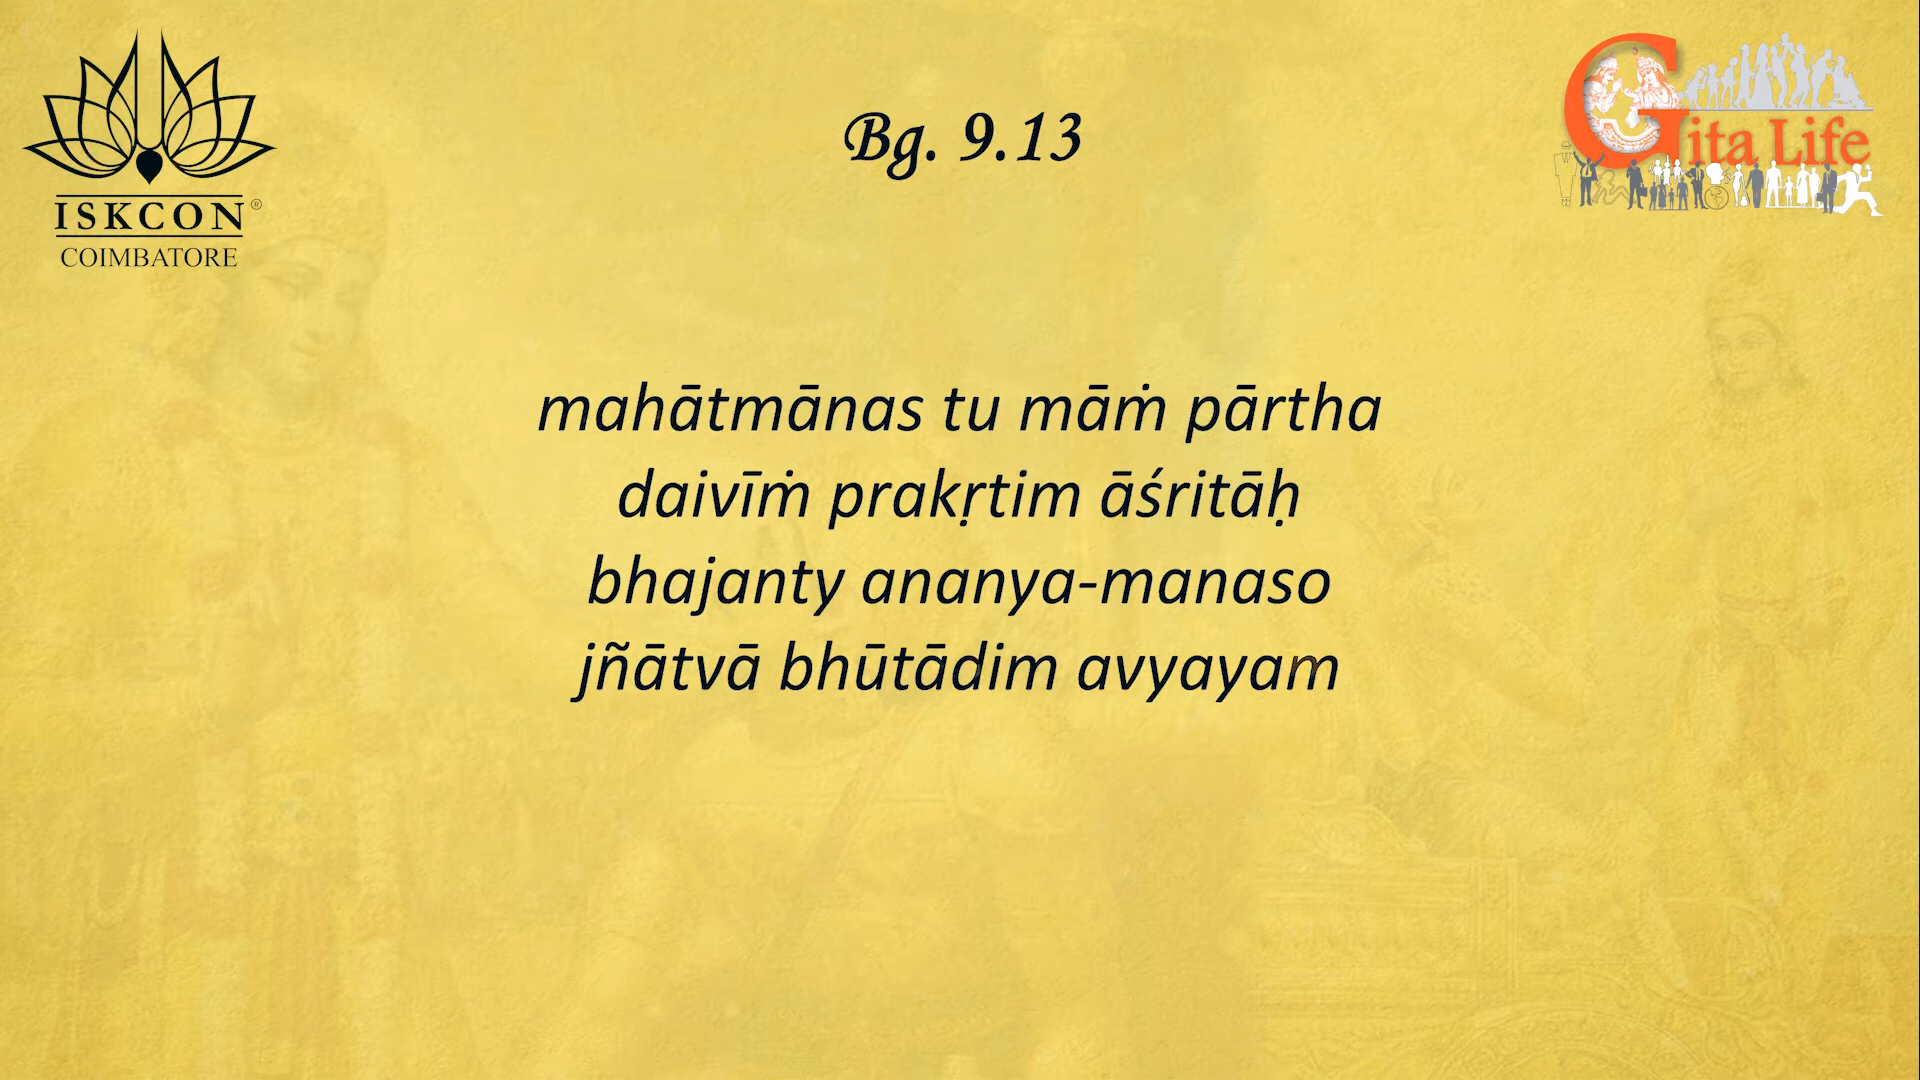 ISKCON®
COIMBATORE
Bg. 9.13
Gita Life
mahātmānas tu māṁ pārtha
daivīṁ prakṛtim āśritāḥ
bhajanty ananya-manaso
jñātvā bhūtādim avyayam